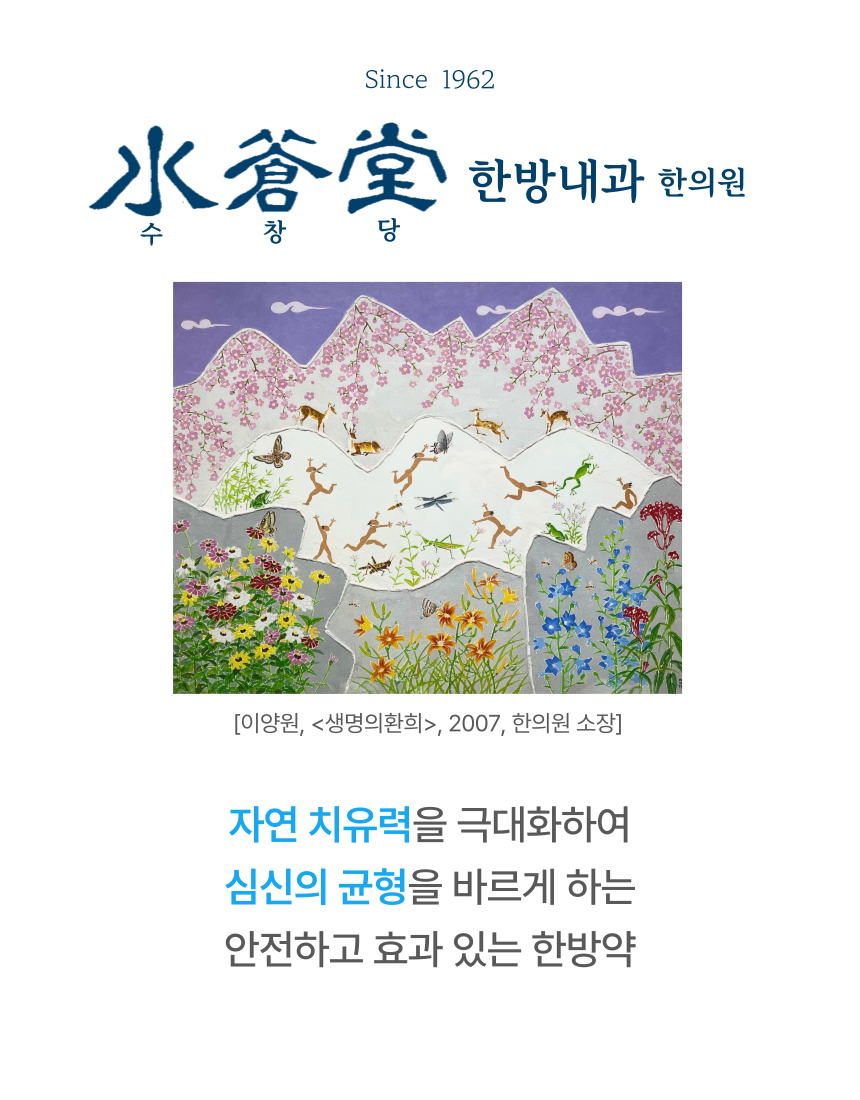 Since 1962
水蒼堂 한방내과 한의원
수 창 당
[이양원, <생명의환희>, 2007, 한의원 소장]
자연 치유력을 극대화하여
심신의 균형을 바르게 하는
안전하고 효과 있는 한방약